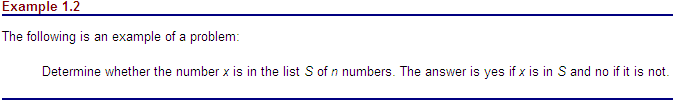 Example 1.2
The following is an example of a problem:
Determine whether the number x is in the list S of n numbers. The answer is yes if x is in S and no if it is not.